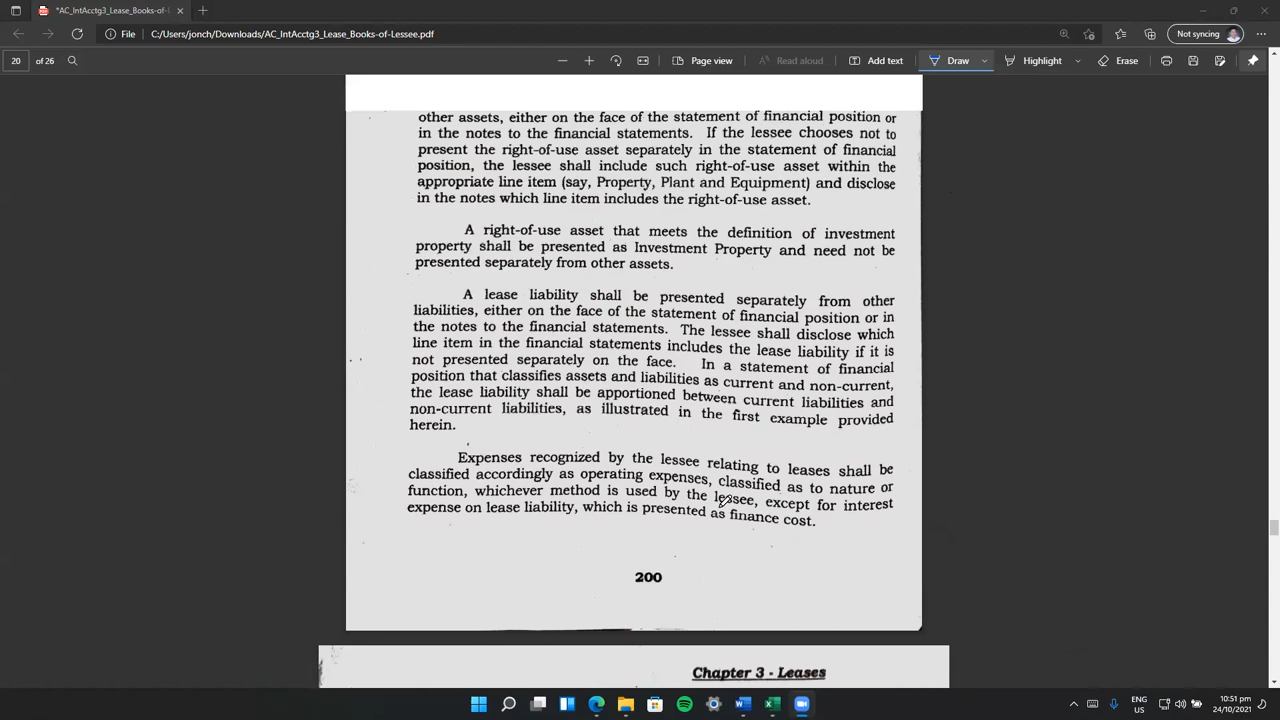 *AC_IntAcctg3_Lease_Books-of-L
File
C:/Users/jonch/Downloads/AC_IntAcctg3_Lease_Books-of-Lessee.pdf
Not syncing
20 of 26
Page view
Read aloud
Add text
Draw
Highlight
Erase
other assets, either on the face of the statement of financial position or
in the notes to the financial statements. If the lessee chooses not to
present the right-of-use asset separately in the statement of financial
position, the lessee shall include such right-of-use asset within the
appropriate line item (say, Property, Plant and Equipment) and disclose
in the notes which line item includes the right-of-use asset.
A right-of-use asset that meets the definition of investment
property shall be presented as Investment Property and need not be
presented separately from other assets.
A lease liability shall be presented separately from other
liabilities, either on the face of the statement of financial position or in
the notes to the financial statements. The lessee shall disclose which
line item in the financial statements includes the lease liability if it is
not presented separately on the face. In a statement of financial
position that classifies assets and liabilities as current and non-current,
the lease liability shall be apportioned between current liabilities and
non-current liabilities, as illustrated in the first example provided
herein.
Expenses recognized by the lessee relating to leases shall be
classified accordingly as operating expenses, classified as to nature or
function, whichever method is used by the lessee, except for interest
expense on lease liability, which is presented as finance cost.
200
Chapter 3 - Leases
ENG
US
10:51 pm
24/10/2021